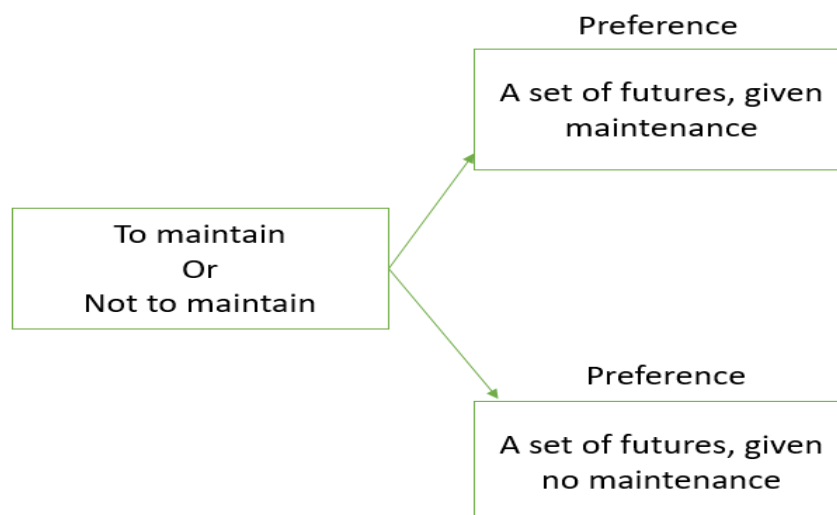 Preference
A set of futures, given
maintenance
To maintain
Or
Not to maintain
Preference
A set of futures, given
no maintenance